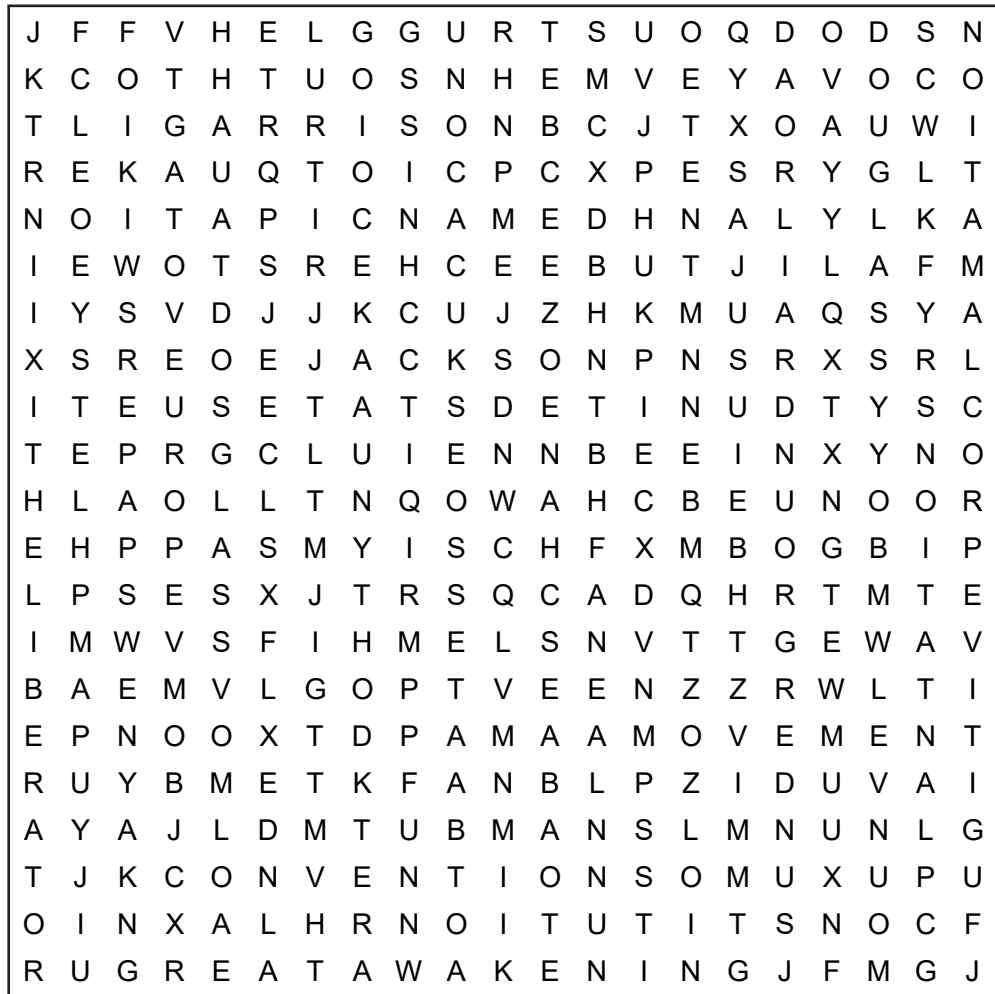 J F F V H E L G G U R T S U O Q D O D S N
K C O T H T U O S N H E M V E Y A V O C O
T L I G A R R I S O N B C J T X O A U W I
R E K A U Q T O I C P C X P E S R Y G L T
N O I T A P I C N A M E D H N A L Y L K A
I E W O T S R E H C E E B U T J I L A F M
I Y S V D J J K C U J Z H K M U A Q S Y A
X S R E O E J A C K S O N P N S R X S R L
I T E U S E T A T S D E T I N U D T Y S C
T E P R G C L U I E N N B E E I N X Y N O
H L A O L L T N Q O W A H C B E U N O O R
E H P P A S M Y I S C H F X M B O G B I P
L P S E S X J T R S Q C A D Q H R T M T E
I M W V S F I H M E L S N V T T G E W A V
B A E M V L G O P T V E E N Z Z R W L T I
E P N O O X T D P A M A A M O V E M E N T
R U Y B M E T K F A N B L P Z I D U V A I
A Y A J L D M T U B M A N S L M N U N L G
T J K C O N V E N T I O N S O M U X U P U
O I N X A L H R N O I T U T I T S N O C F
R U G R E A T A W A K E N I N G J F M G J